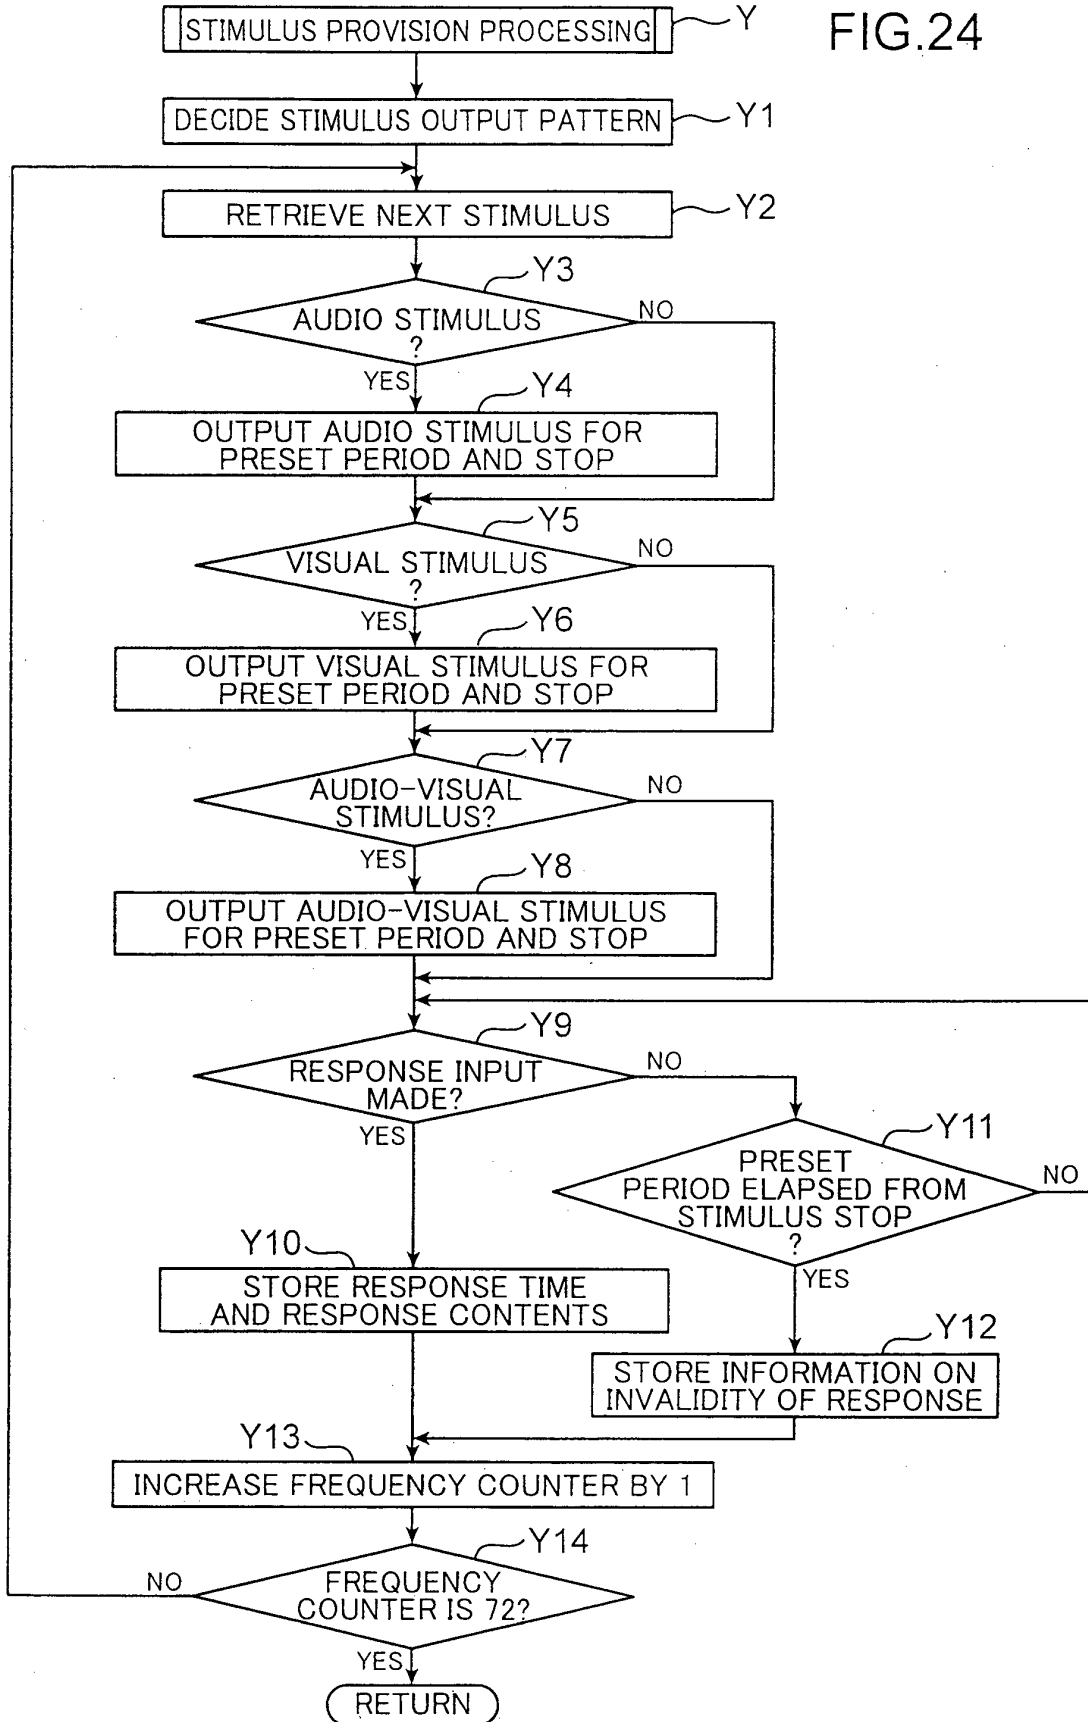 FIG.24
STIMULUS PROVISION PROCESSING
Y
DECIDE STIMULUS OUTPUT PATTERN
Y1
RETRIEVE NEXT STIMULUS
Y2
Y3
AUDIO STIMULUS
?
NO
YES
Y4
OUTPUT AUDIO STIMULUS FOR
PRESET PERIOD AND STOP
Y5
VISUAL STIMULUS
?
NO
YES
Y6
OUTPUT VISUAL STIMULUS FOR
PRESET PERIOD AND STOP
Y7
AUDIO-VISUAL
STIMULUS?
NO
YES
Y8
OUTPUT AUDIO-VISUAL STIMULUS
FOR PRESET PERIOD AND STOP
Y9
RESPONSE INPUT
MADE?
NO
YES
Y11
PRESET
PERIOD ELAPSED FROM
STIMULUS STOP
?
NO
YES
Y10
STORE RESPONSE TIME
AND RESPONSE CONTENTS
Y12
STORE INFORMATION ON
INVALIDITY OF RESPONSE
Y13
INCREASE FREQUENCY COUNTER BY 1
Y14
FREQUENCY
COUNTER IS 72?
NO
YES
RETURN